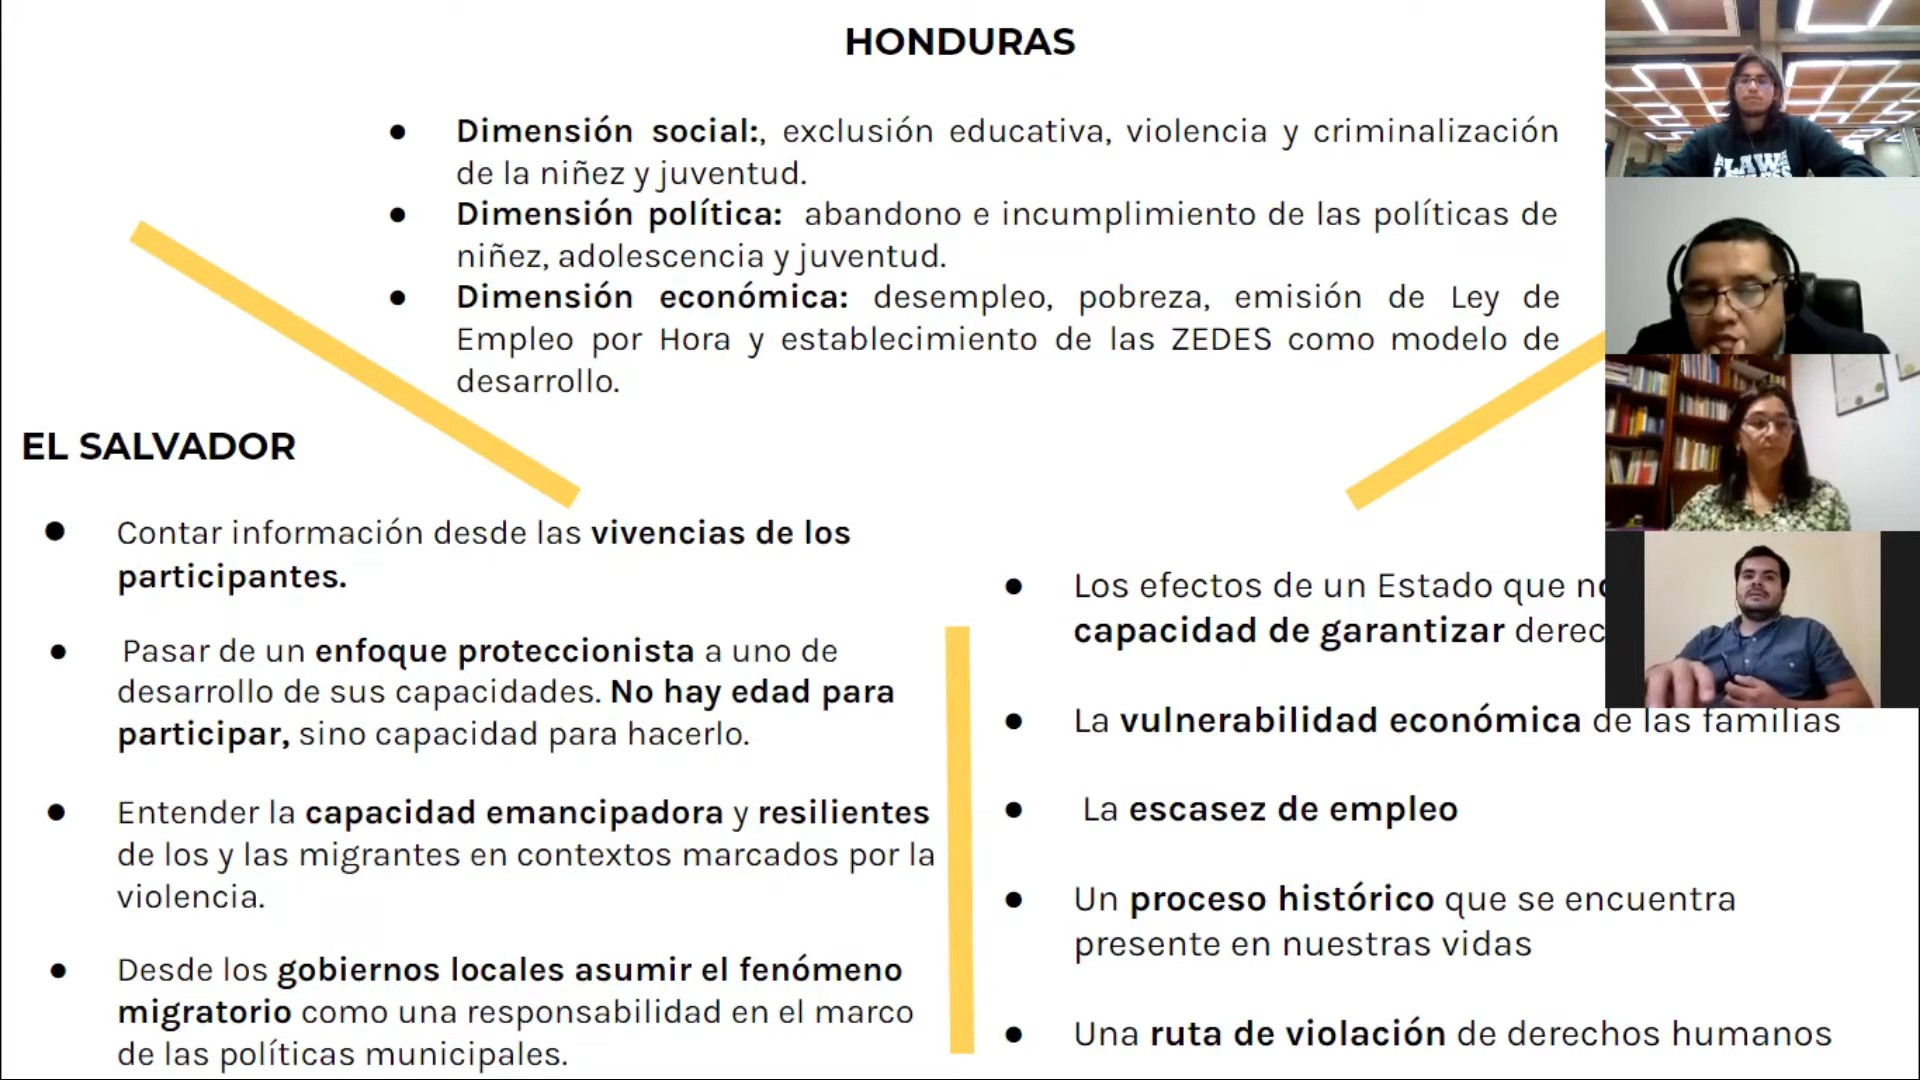 HONDURAS
● Dimensión social:, exclusión educativa, violencia y criminalización
de la niñez y juventud.
● Dimensión política: abandono e incumplimiento de las políticas de
niñez, adolescencia y juventud.
● Dimensión económica: desempleo, pobreza, emisión de Ley de
Empleo por Hora y establecimiento de las ZEDES como modelo de
desarrollo.
EL SALVADOR
● Contar información desde las vivencias de los
participantes.
● Pasar de un enfoque proteccionista a uno de
desarrollo de sus capacidades. No hay edad para
participar, sino capacidad para hacerlo.
● Entender la capacidad emancipadora y resilientes
de los y las migrantes en contextos marcados por la
violencia.
● Desde los gobiernos locales asumir el fenómeno
migratorio como una responsabilidad en el marco
de las políticas municipales.
● Los efectos de un Estado que
capacidad de garantizar
● La vulnerabilidad económica de las familias
● La escasez de empleo
● Un proceso histórico que se encuentra
presente en nuestras vidas
● Una ruta de violación de derechos humanos